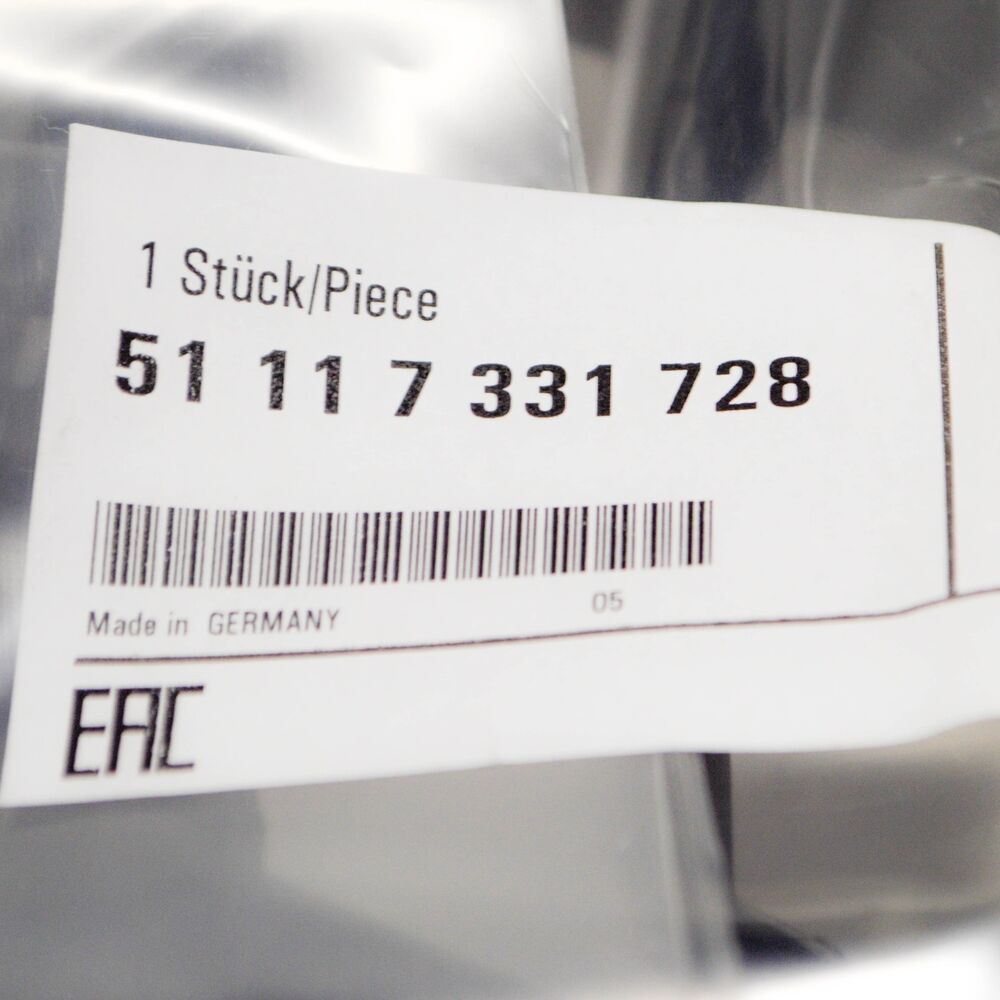 1 Stück/Piece
51 11 7 331 728
Made in GERMANY 05
EAC